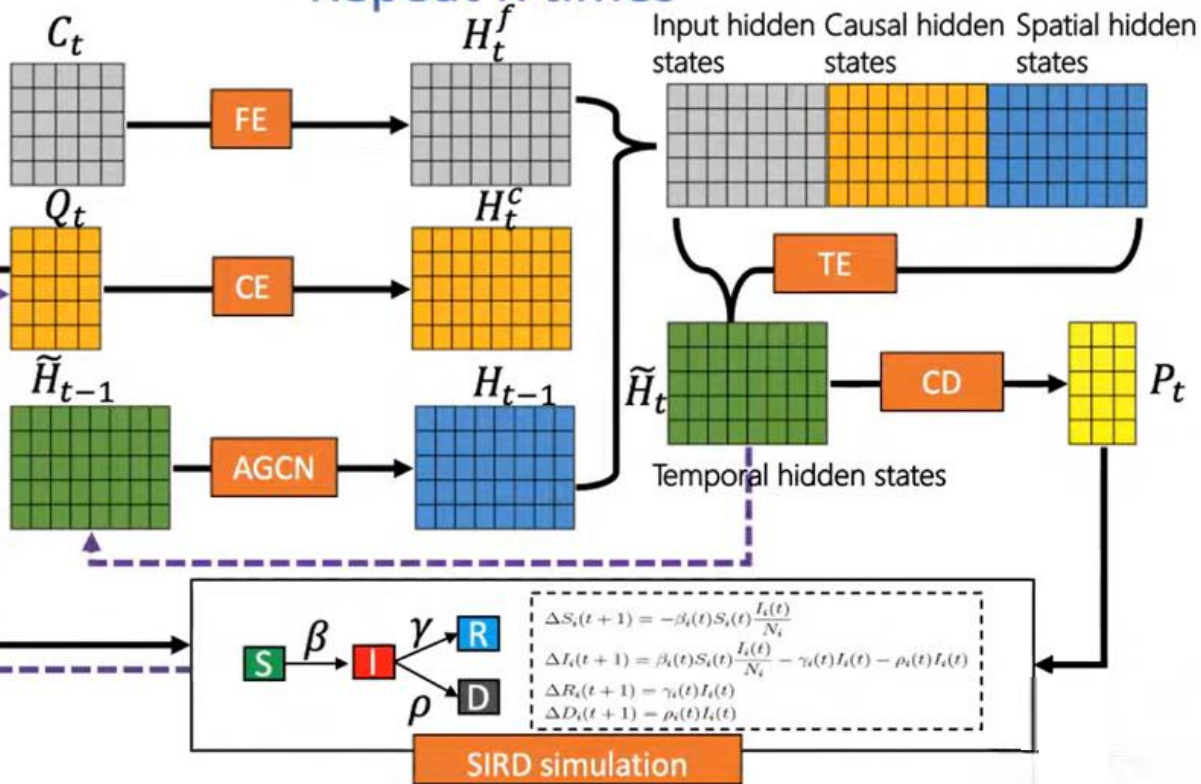 Repeat n times
C_t
H_t^f
Input hidden states
Causal hidden states
Spatial hidden states
FE
Q_t
H_t^c
CE
TE
H̃_{t−1}
H_{t−1}
AGCN
H̃_t
CD
P_t
Temporal hidden states
S
β
I
γ
R
ρ
D
ΔS_i(t + 1) = −β_i(t)S_i(t) I_i(t)/N_i
ΔI_i(t + 1) = β_i(t)S_i(t) I_i(t)/N_i − γ_i(t)I_i(t) − ρ_i(t)I_i(t)
ΔR_i(t + 1) = γ_i(t)I_i(t)
ΔD_i(t + 1) = ρ_i(t)I_i(t)
SIRD simulation